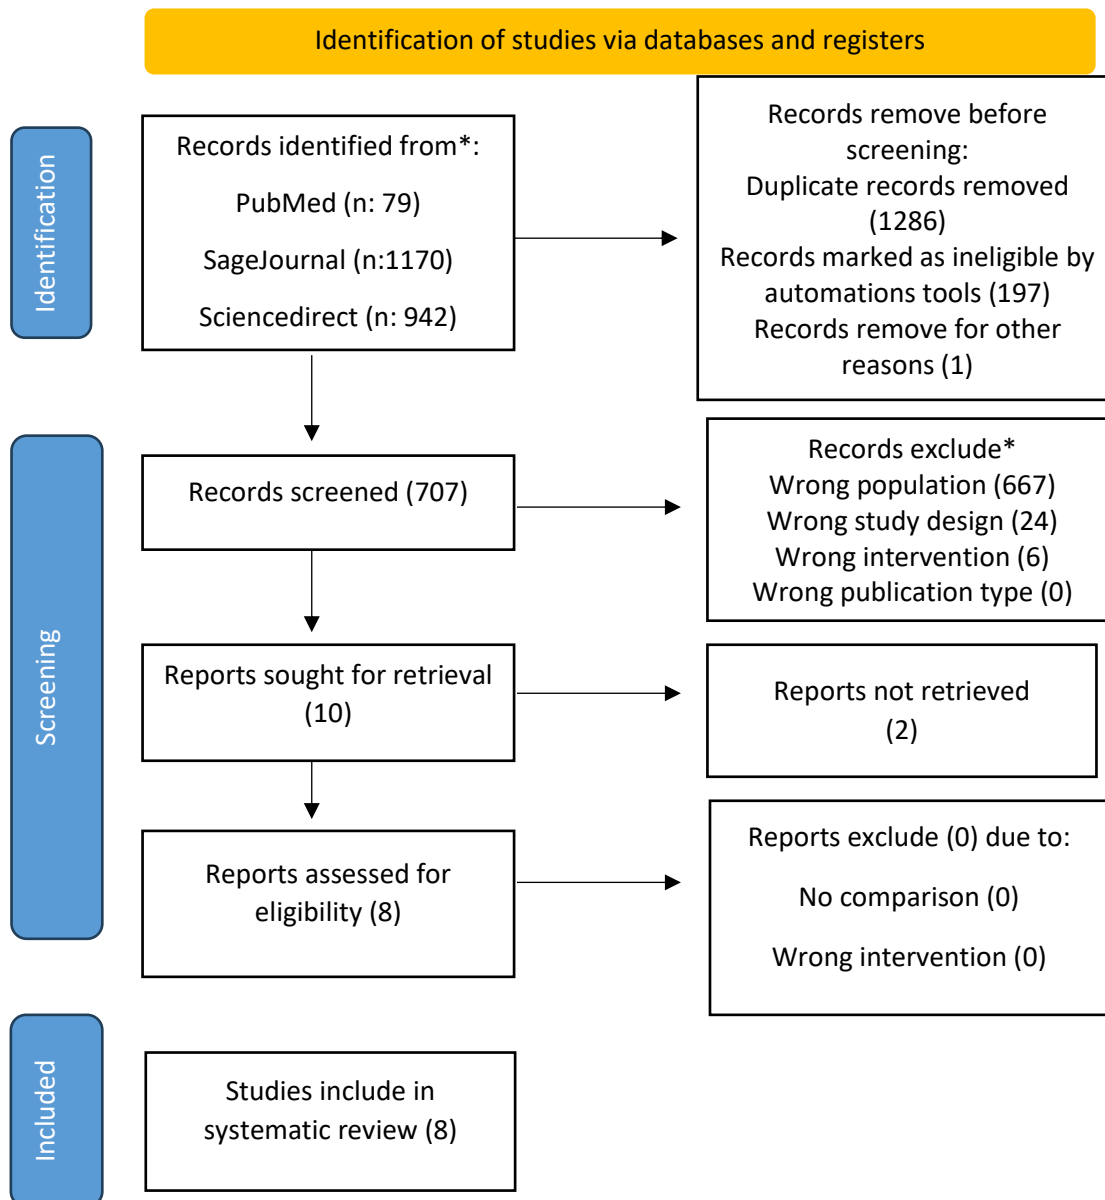 Identification of studies via databases and registers
Identification
Records identified from*:
PubMed (n: 79)
SageJournal (n:1170)
Sciencedirect (n: 942)
Records remove before
screening:
Duplicate records removed
(1286)
Records marked as ineligible by
automations tools (197)
Records remove for other
reasons (1)
Screening
Records screened (707)
Records exclude*
Wrong population (667)
Wrong study design (24)
Wrong intervention (6)
Wrong publication type (0)
Reports sought for retrieval
(10)
Reports not retrieved
(2)
Reports assessed for
eligibility (8)
Reports exclude (0) due to:
No comparison (0)
Wrong intervention (0)
Included
Studies include in
systematic review (8)